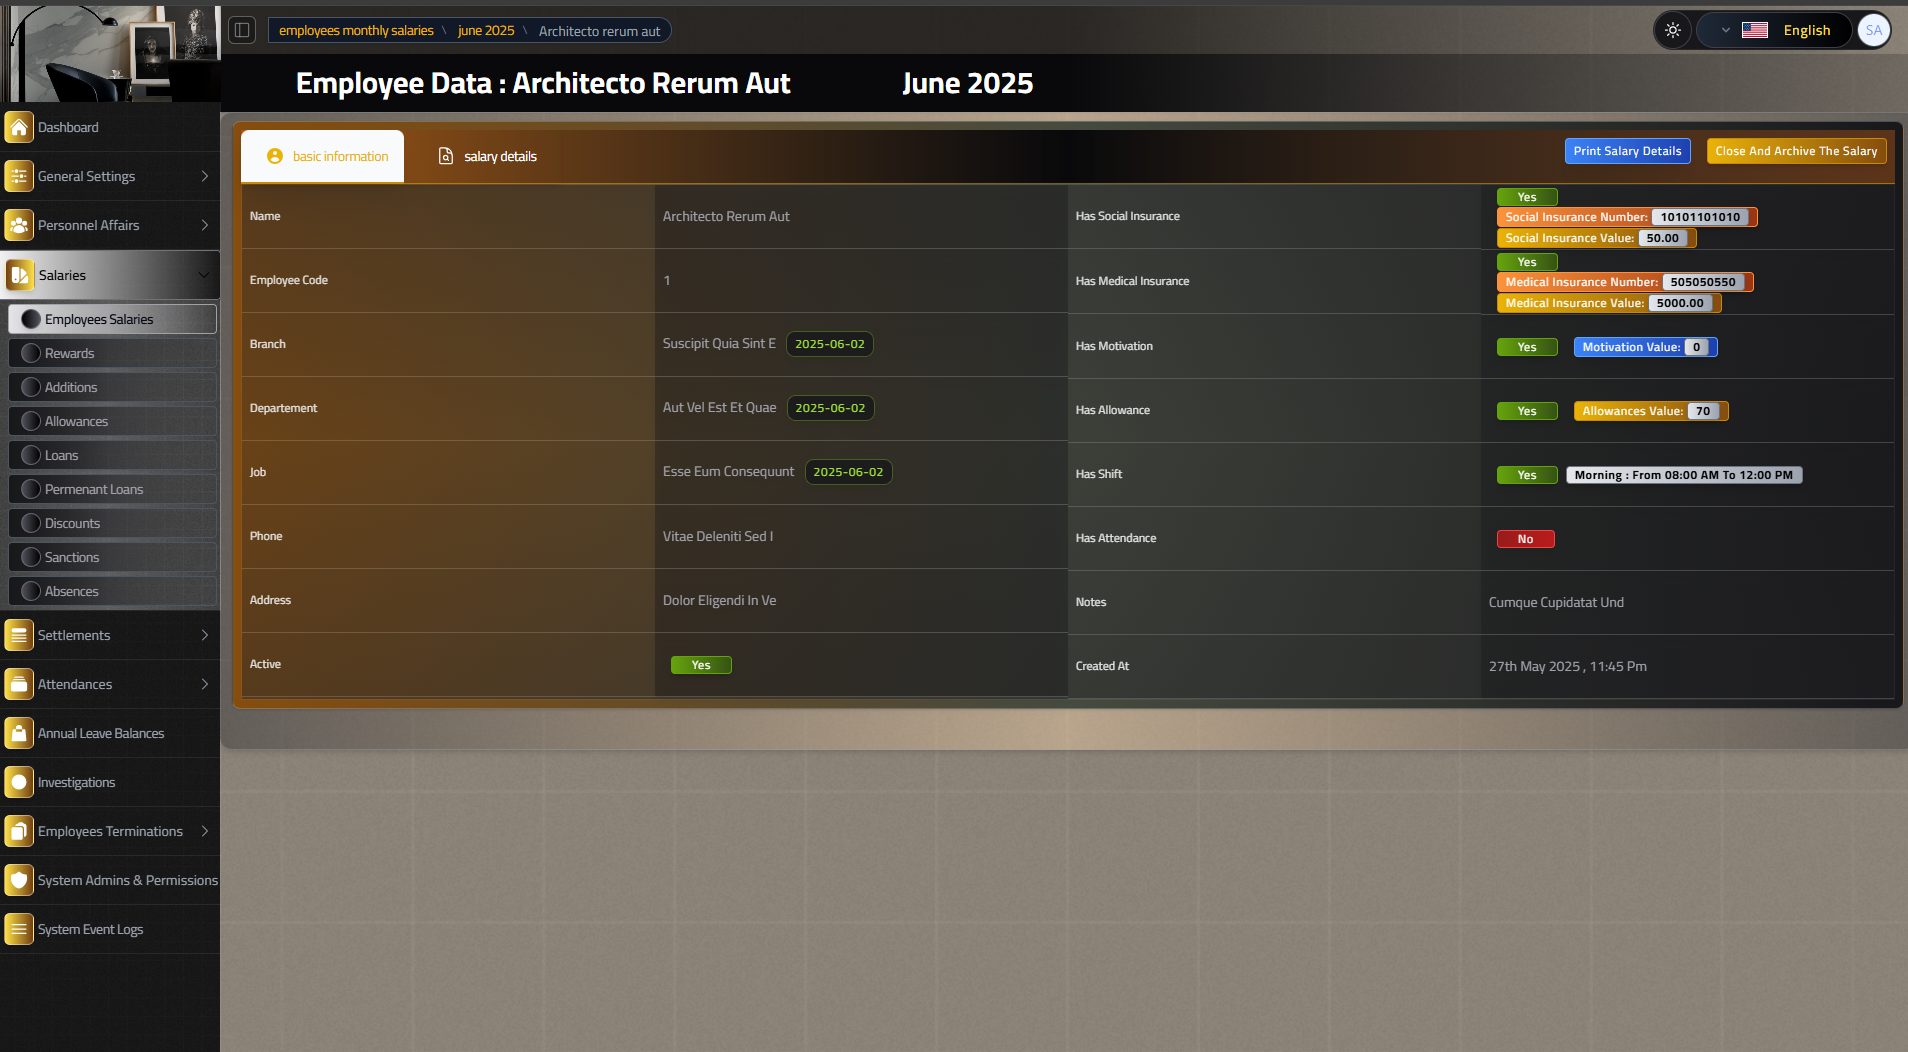 employees monthly salaries \ june 2025 \ Architecto rerum aut
English
SA
Employee Data : Architecto Rerum Aut June 2025
Dashboard
General Settings
Personnel Affairs
Salaries
Employees Salaries
Rewards
Additions
Allowances
Loans
Permenant Loans
Discounts
Sanctions
Absences
Settlements
Attendances
Annual Leave Balances
Investigations
Employees Terminations
System Admins & Permissions
System Event Logs
basic information
salary details
Print Salary Details
Close And Archive The Salary
Name Architecto Rerum Aut
Employee Code 1
Branch Suscipit Quia Sint E 2025-06-02
Departement Aut Vel Est Et Quae 2025-06-02
Job Esse Eum Consequunt 2025-06-02
Phone Vitae Deleniti Sed I
Address Dolor Eligendi In Ve
Active Yes
Has Social Insurance Yes
Social Insurance Number: 10101101010
Social Insurance Value: 50.00
Has Medical Insurance Yes
Medical Insurance Number: 505050550
Medical Insurance Value: 5000.00
Has Motivation Yes Motivation Value: 0
Has Allowance Yes Allowances Value: 70
Has Shift Yes Morning : From 08:00 AM To 12:00 PM
Has Attendance No
Notes Cumque Cupidatat Und
Created At 27th May 2025 , 11:45 Pm